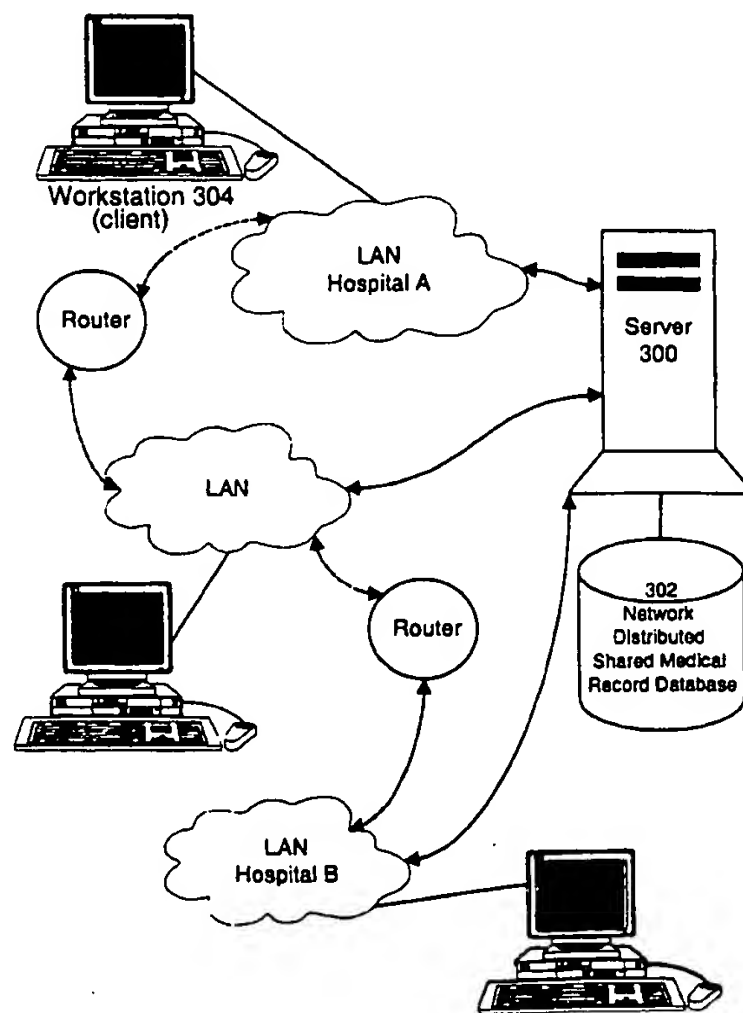 Workstation 304
(client)
LAN
Hospital A
Router
Server
300
LAN
302
Network
Distributed
Shared Medical
Record Database
Router
LAN
Hospital B